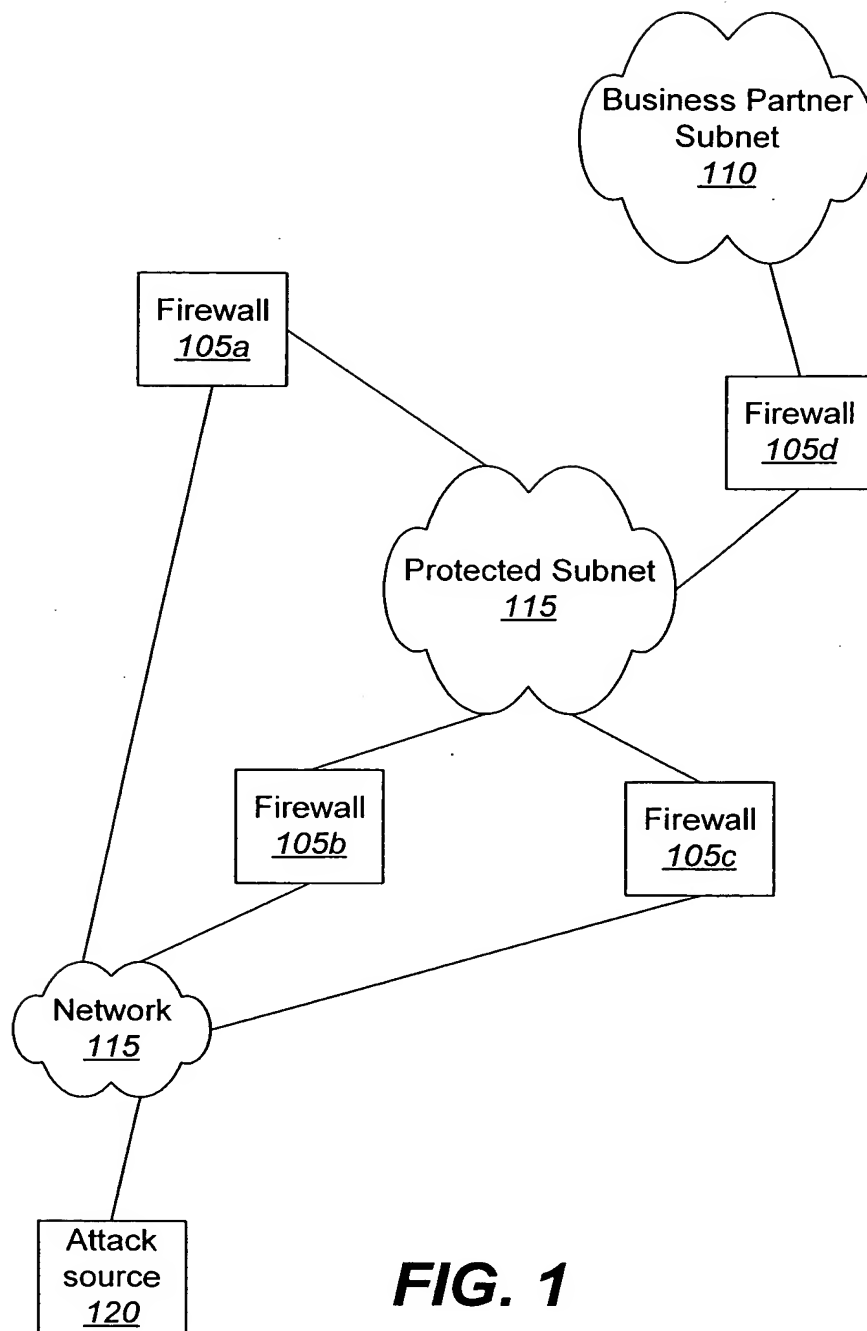 Business Partner
Subnet
110
Firewall
105a
Firewall
105d
Protected Subnet
115
Firewall
105b
Firewall
105c
Network
115
Attack
source
120
FIG. 1